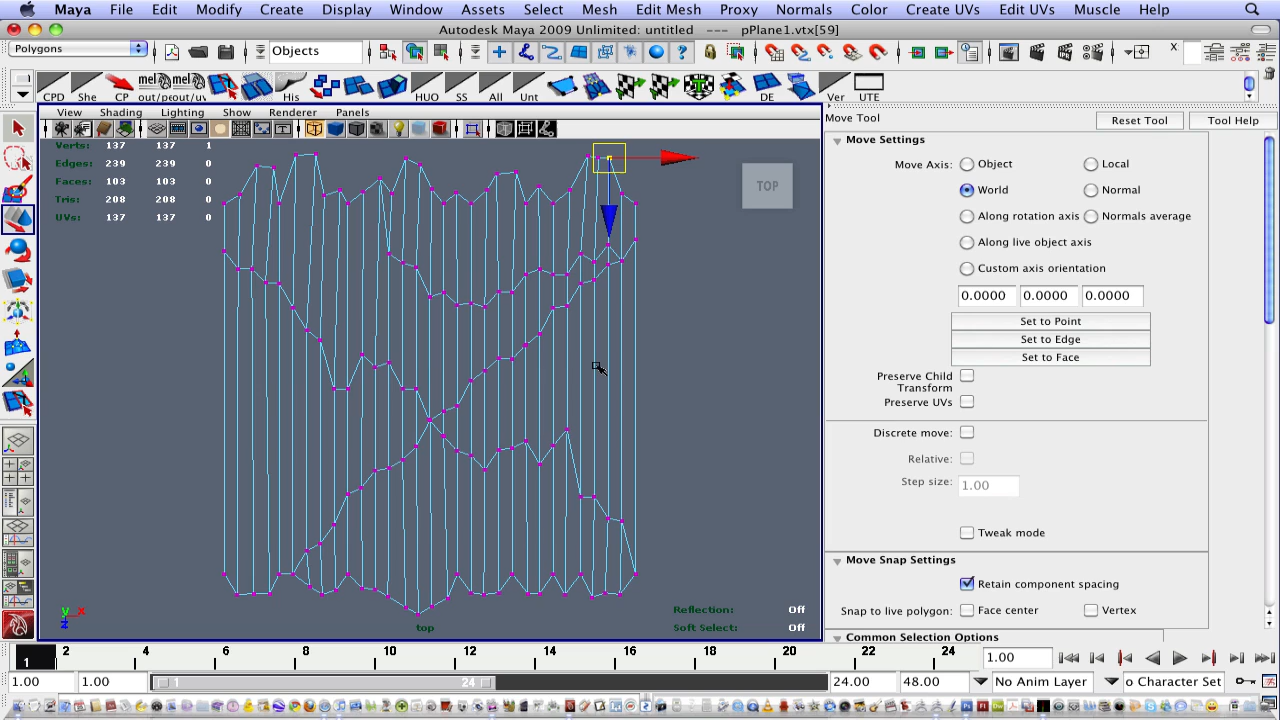 Maya File Edit Modify Create Display Window Assets Select Mesh Edit Mesh Proxy Normals Color Create UVs Edit UVs Muscle Help
Autodesk Maya 2009 Unlimited: untitled --- pPlane1.vtx[59]
Polygons Objects X
CPD She CP mel out/pe mel out/uv His HUO SS All Unt DE Ver UTE
View Shading Lighting Show Renderer Panels
Verts: 137 137 1
Edges: 239 239 0
Faces: 103 103 0
Tris: 208 208 0
UVs: 137 137 0
TOP
Reflection: Off
Soft Select: Off
y x
z
top
Move Tool Reset Tool Tool Help
Move Settings
Move Axis: Object Local
World Normal
Along rotation axis Normals average
Along live object axis
Custom axis orientation
0.0000 0.0000 0.0000
Set to Point
Set to Edge
Set to Face
Preserve Child
Transform
Preserve UVs
Discrete move:
Relative:
Step size: 1.00
Tweak mode
Move Snap Settings
Retain component spacing
Snap to live polygon: Face center Vertex
Common Selection Options
1 2 4 6 8 10 12 14 16 18 20 22 24 1.00
1.00 1.00 1 24 24.00 48.00 No Anim Layer o Character Set